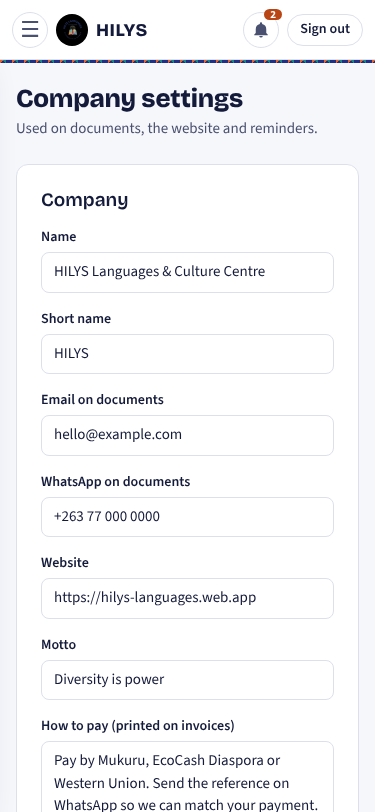 HILYS
2
Sign out
Company settings
Used on documents, the website and reminders.
Company
Name
HILYS Languages & Culture Centre
Short name
HILYS
Email on documents
hello@example.com
WhatsApp on documents
+263 77 000 0000
Website
https://hilys-languages.web.app
Motto
Diversity is power
How to pay (printed on invoices)
Pay by Mukuru, EcoCash Diaspora or
Western Union. Send the reference on
WhatsApp so we can match your payment.